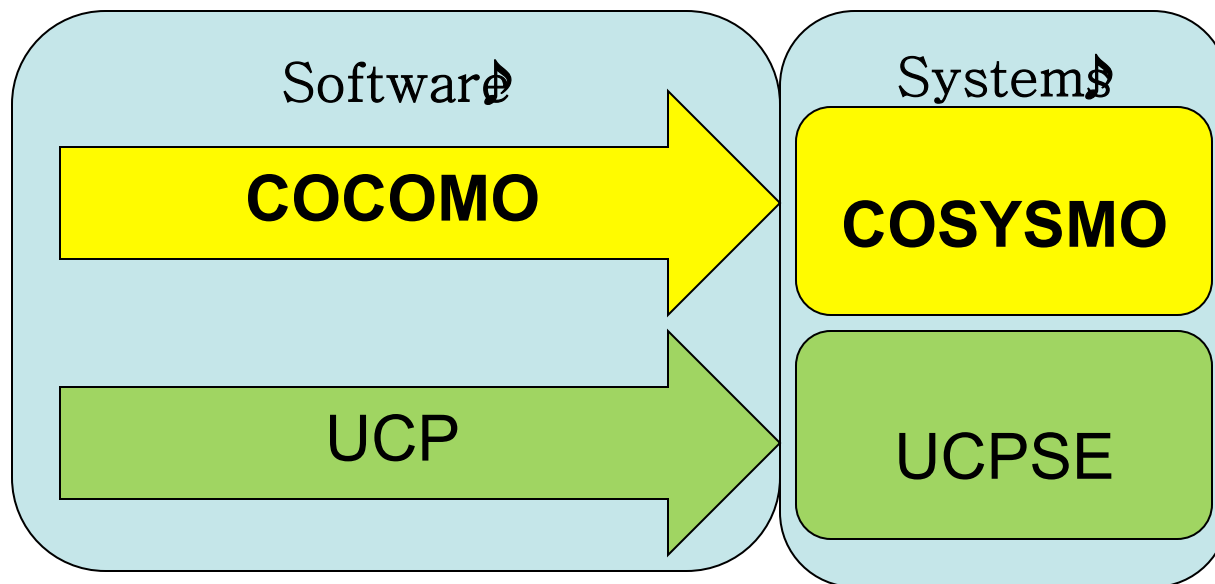 Software
Systems
COCOMO
COSYSMO
UCP
UCPSE